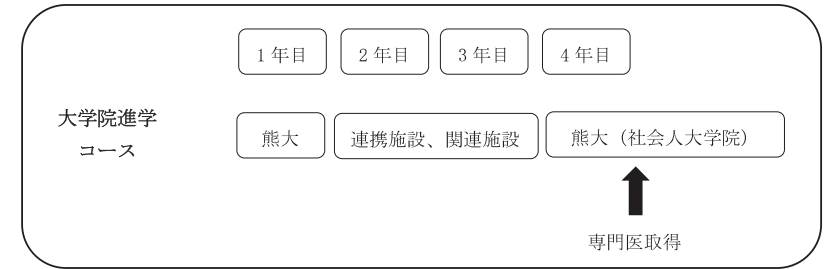 1年目 2年目 3年目 4年目
大学院進学
コース
熊大 連携施設、関連施設 熊大（社会人大学院）
専門医取得